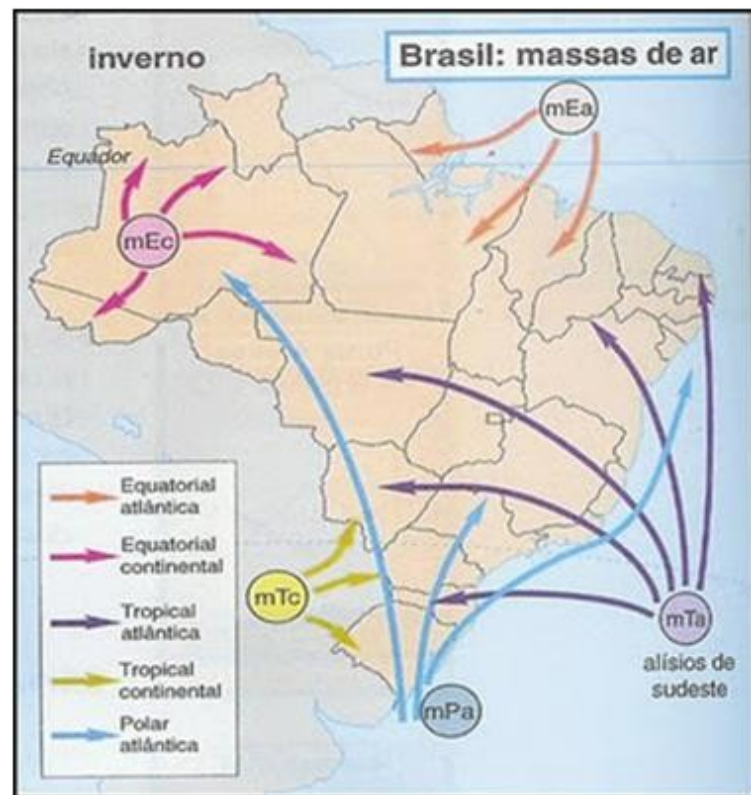 inverno
Brasil: massas de ar
mEa
Equador
mEc
Equatorial
atlântica
Equatorial
continental
Tropical
atlântica
Tropical
continental
Polar
atlântica
mTc
mTa
alísios de
sudeste
mPa